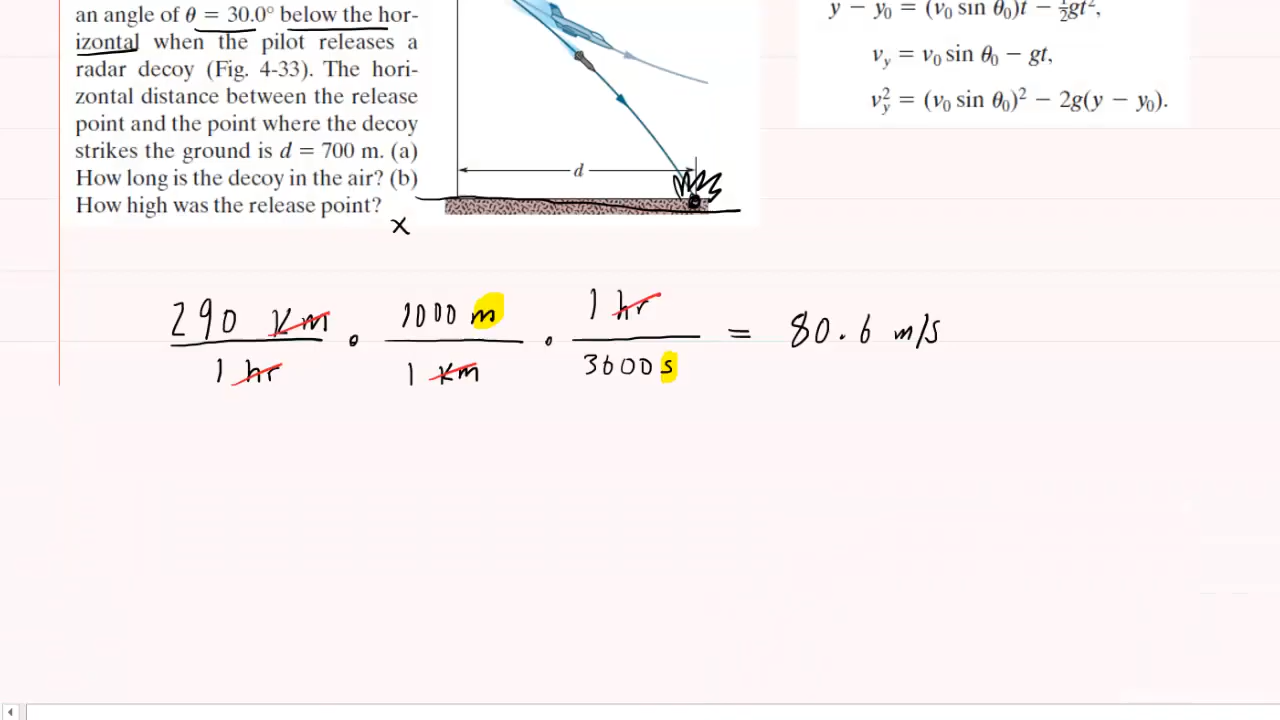 an angle of θ = 30.0° below the hor-
izontal when the pilot releases a
radar decoy (Fig. 4-33). The hori-
zontal distance between the release
point and the point where the decoy
strikes the ground is d = 700 m. (a)
How long is the decoy in the air? (b)
How high was the release point?
x
d
y − y₀ = (v₀ sin θ₀)t − ½gt²,
v_y = v₀ sin θ₀ − gt,
v_y² = (v₀ sin θ₀)² − 2g(y − y₀).
290 km / 1 hr · 1000 m / 1 km · 1 hr / 3600 s = 80.6 m/s